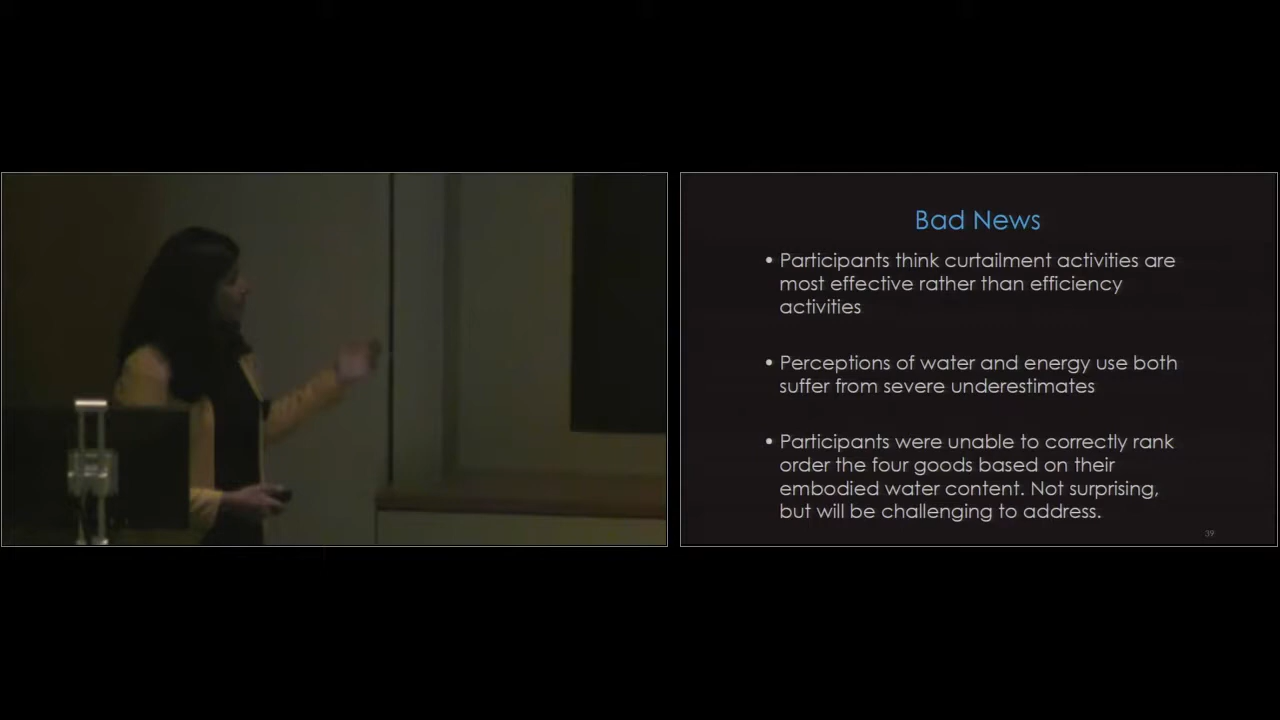 Bad News
• Participants think curtailment activities are
most effective rather than efficiency
activities
• Perceptions of water and energy use both
suffer from severe underestimates
• Participants were unable to correctly rank
order the four goods based on their
embodied water content. Not surprising,
but will be challenging to address.
39